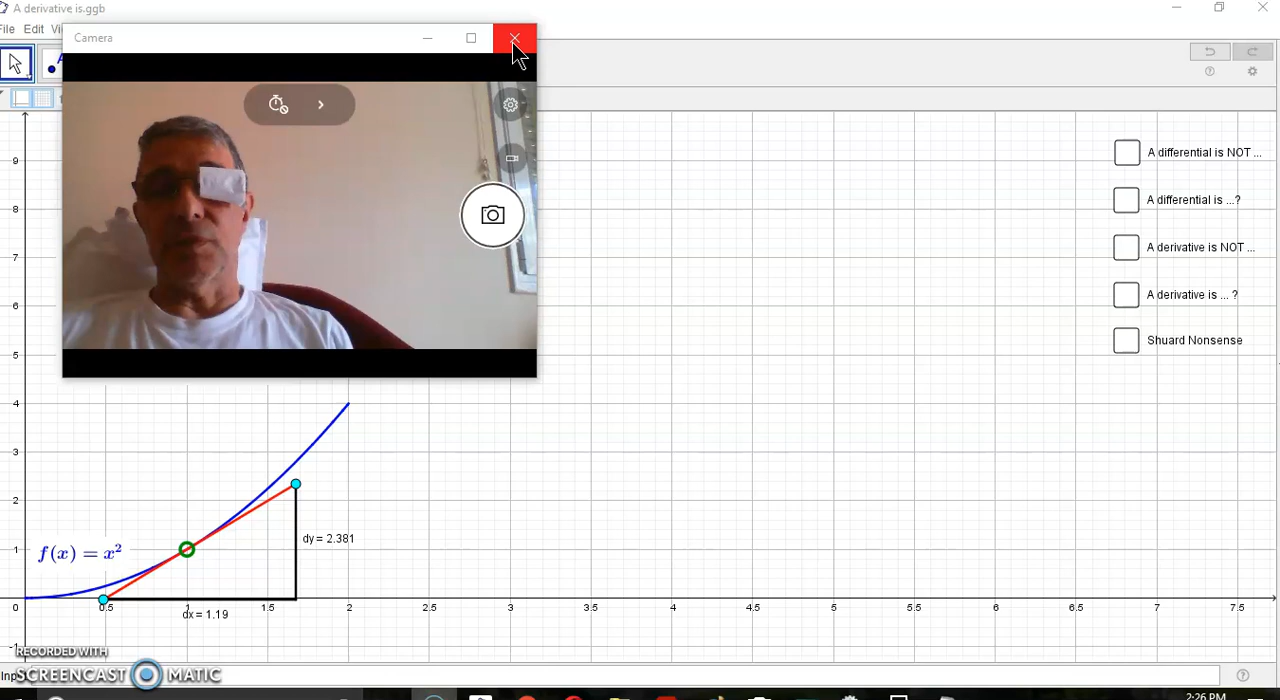 A derivative is.ggb
File Edit Vi
Camera
A differential is NOT ...
A differential is ...?
A derivative is NOT ...
A derivative is ... ?
Shuard Nonsense
9
8
7
6
5
4
3
2
1
0
-1
f(x) = x²
dy = 2.381
0.5 1 1.5 2 2.5 3 3.5 4 4.5 5 5.5 6 6.5 7 7.5
dx = 1.19
RECORDED WITH
SCREENCAST MATIC
Inp
2:26 PM